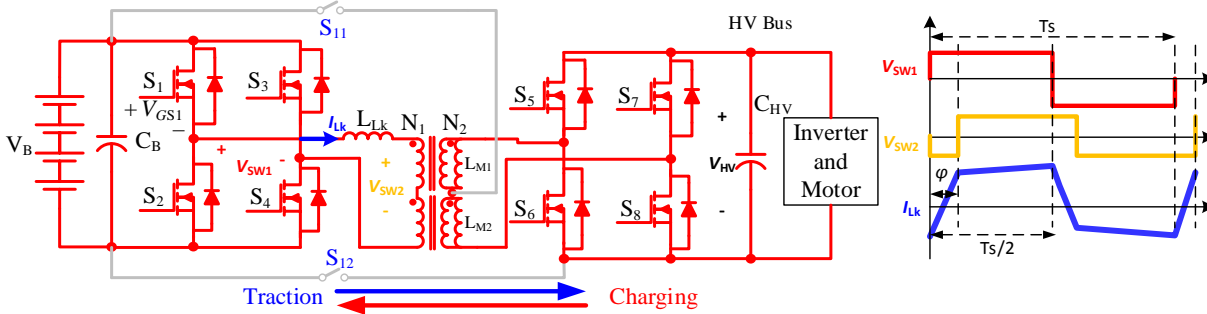 S11
HV Bus
Ts
S1
S3
VSW1
+
VGS1
−
LLk
ILk
N1
N2
S5
S7
+
CHV
VB
CB
+
VSW1
-
+
VSW2
-
LM1
VHV
Inverter
and
Motor
VSW2
φ
S2
S4
LM2
S6
S8
-
ILk
S12
Ts/2
Traction
Charging